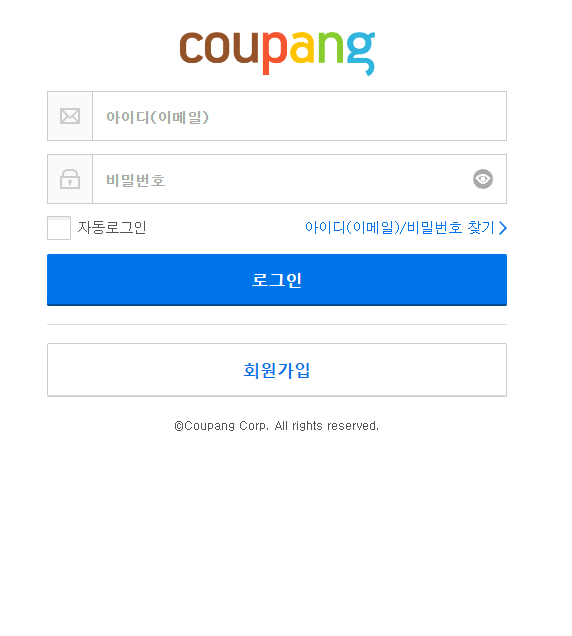 coupang
아이디(이메일)
비밀번호
자동로그인 아이디(이메일)/비밀번호 찾기
로그인
회원가입
©Coupang Corp. All rights reserved.